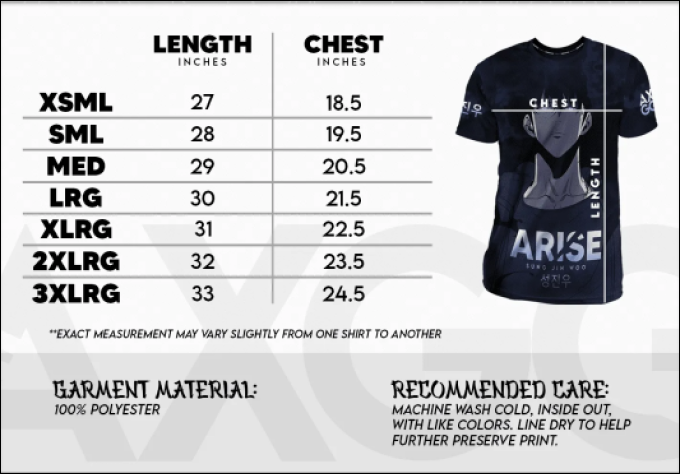 LENGTH CHEST
INCHES INCHES
XSML 27 18.5
SML 28 19.5
MED 29 20.5
LRG 30 21.5
XLRG 31 22.5
2XLRG 32 23.5
3XLRG 33 24.5
**EXACT MEASUREMENT MAY VARY SLIGHTLY FROM ONE SHIRT TO ANOTHER
GARMENT MATERIAL:
100% POLYESTER
RECOMMENDED CARE:
MACHINE WASH COLD, INSIDE OUT,
WITH LIKE COLORS. LINE DRY TO HELP
FURTHER PRESERVE PRINT.
CHEST
LENGTH
진우
ARISE
SUNG JIN WOO
성진우
AXGG